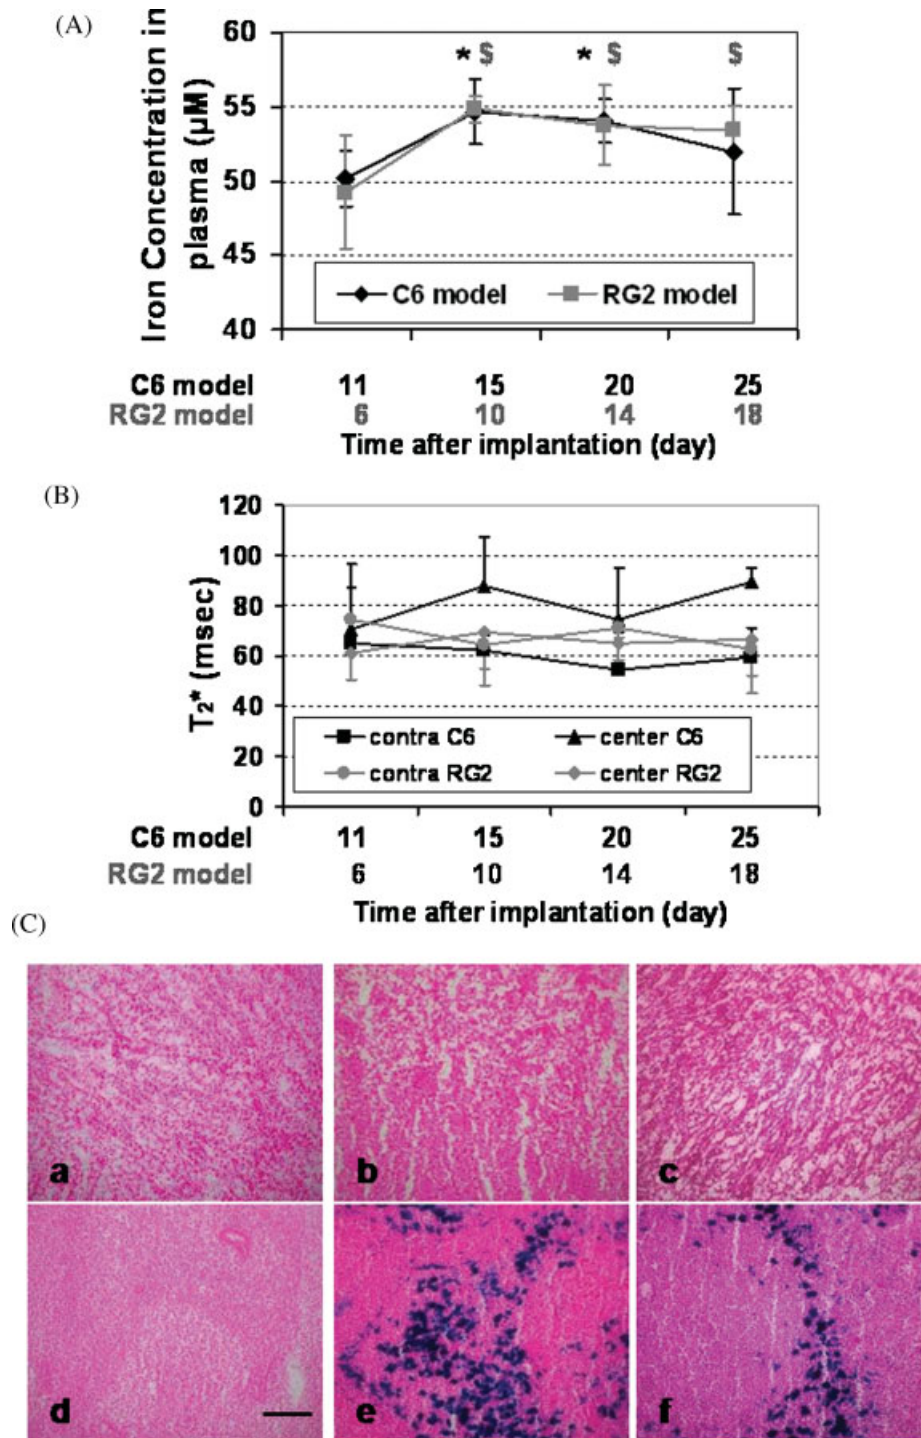 (A)
Iron Concentration in
plasma (µM)
60
55
50
45
40
* $ * $ $
C6 model RG2 model
C6 model 11 15 20 25
RG2 model 6 10 14 18
Time after implantation (day)
(B)
T2* (msec)
120
100
80
60
40
20
0
contra C6 center C6
contra RG2 center RG2
C6 model 11 15 20 25
RG2 model 6 10 14 18
Time after implantation (day)
(C)
a b c
d e f